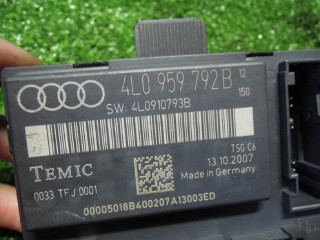 4L0 959 792B 12
150
SW: 4L0910793B
TEMIC
TSG C6
13.10.2007
0033 TFJ 0001
Made in Germany
00005018B400207A13003ED